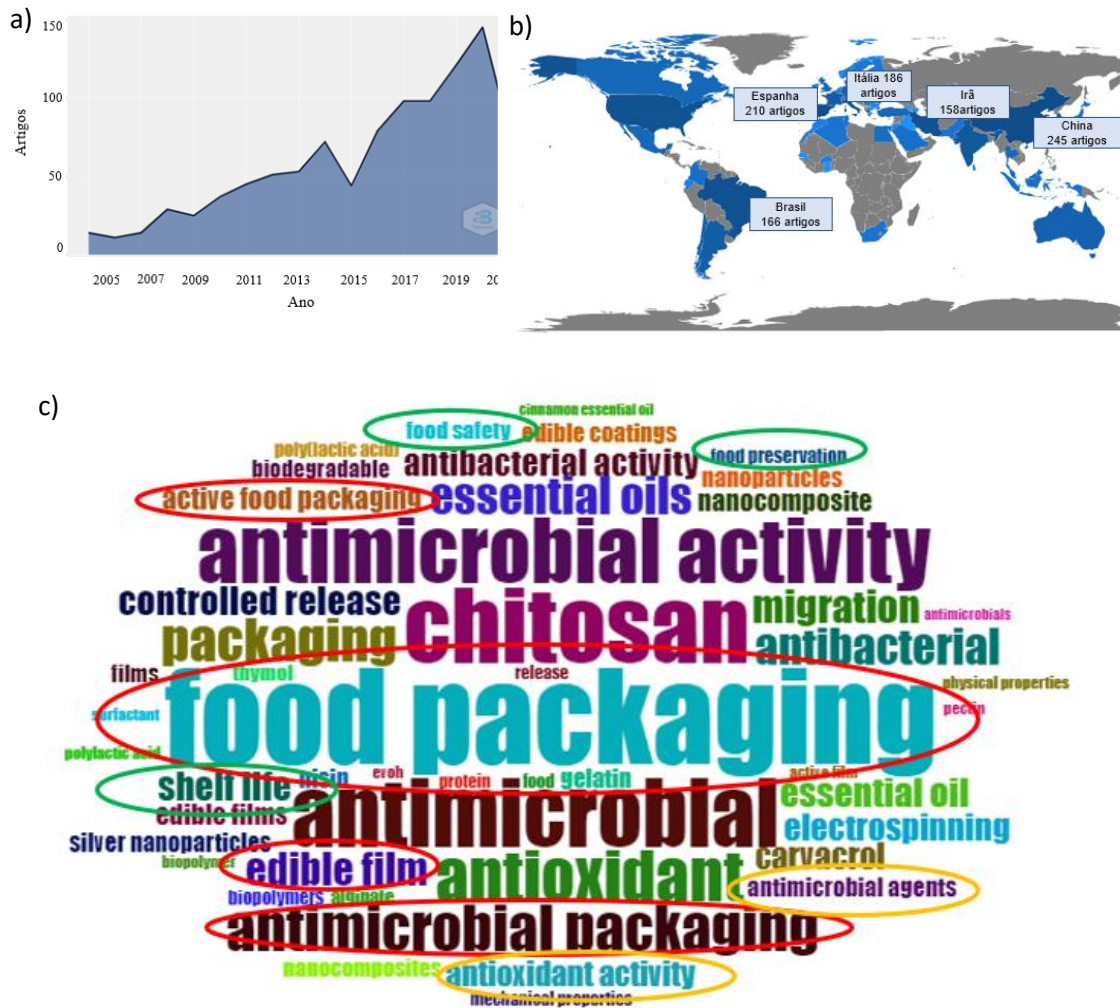 a)
150
100
50
0
Artigos
2005 2007 2009 2011 2013 2015 2017 2019 20
Ano
b)
Espanha
210 artigos
Itália 186
artigos
Irã
158artigos
China
245 artigos
Brasil
166 artigos
c)
cinnamon essential oil
food safety edible coatings
poly(lactic acid)
biodegradable antibacterial activity food preservation
nanoparticles
active food packaging essential oils nanocomposite
antimicrobial activity
controlled release chitosan migration antimicrobials
packaging antibacterial
films thymol release
food packaging physical properties
surfactant pectin
polylactic acid
shelf life nisin evoh protein food gelatin active film
edible films antimicrobial essential oil
silver nanoparticles electrospinning
biopolymer edible film antioxidant carvacrol
antimicrobial agents
biopolymers alginate
antimicrobial packaging
nanocomposites antioxidant activity
mechanical properties